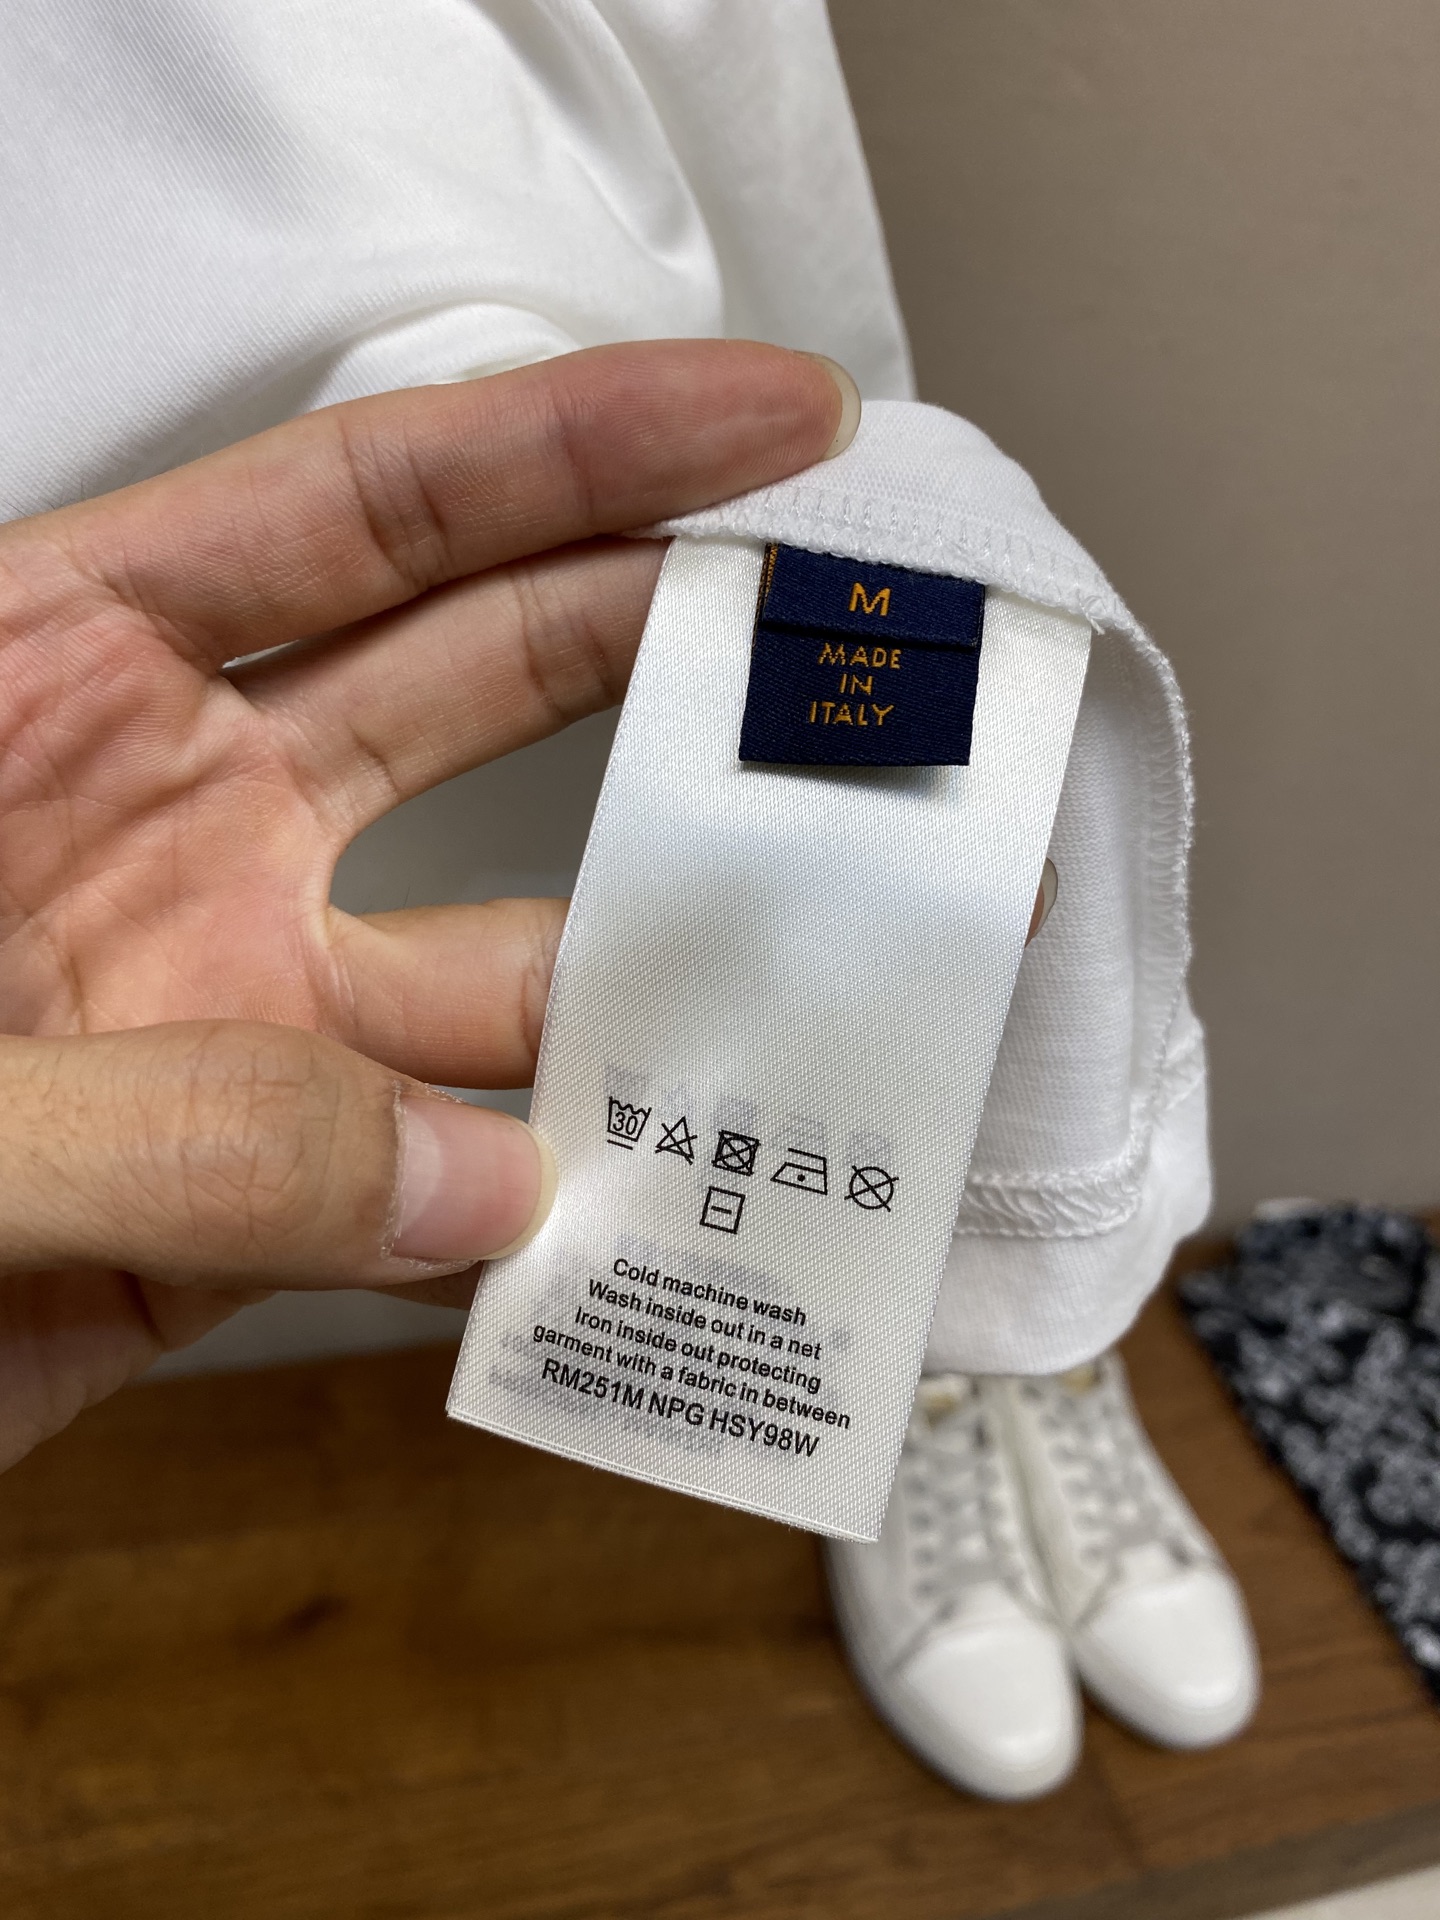 M
MADE
IN
ITALY
30
Cold machine wash
Wash inside out in a net
Iron inside out protecting
garment with a fabric in between
RM251M NPG HSY98W